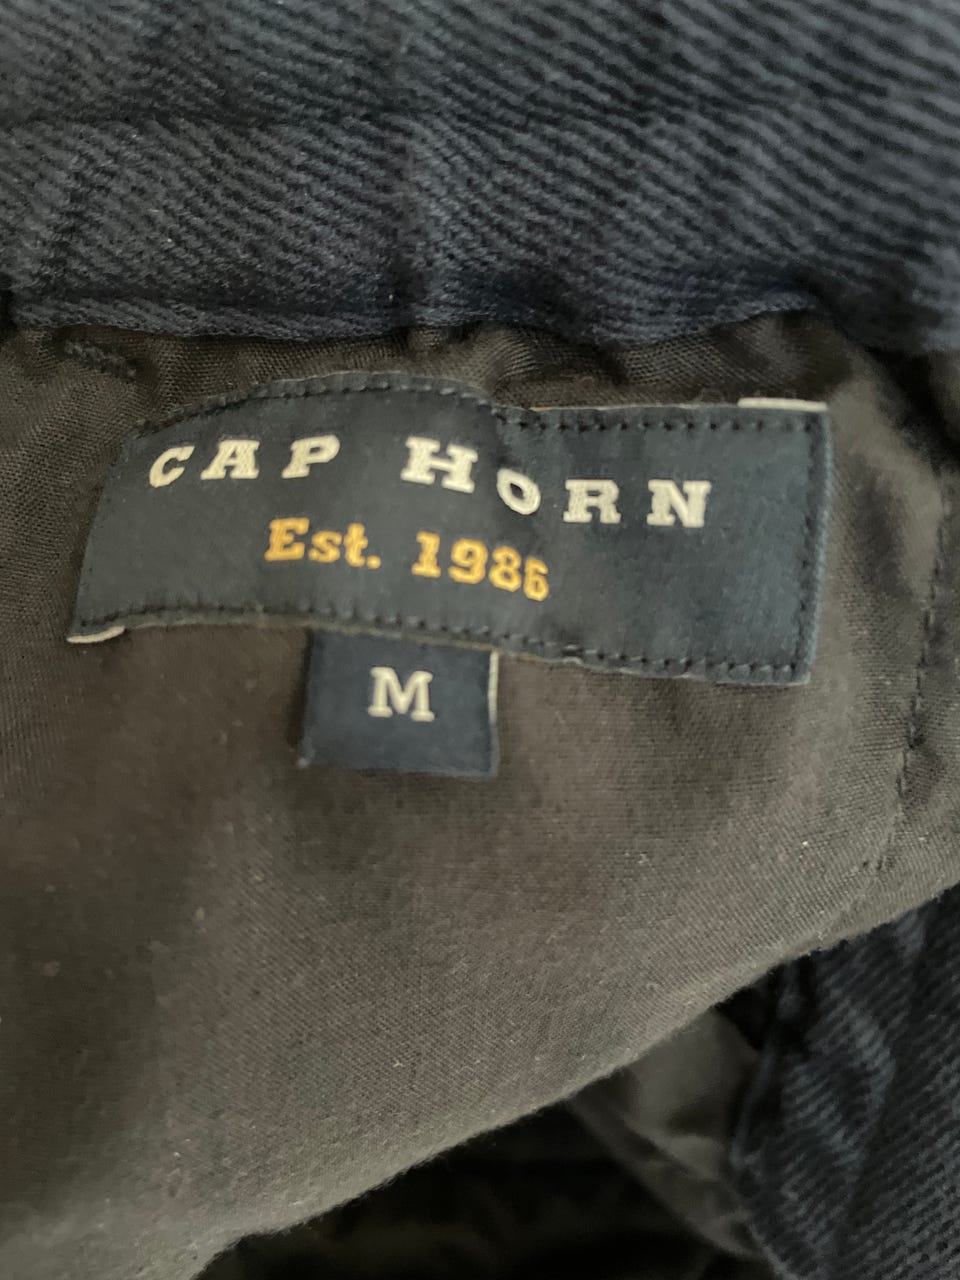 CAP HORN
Est. 1986
M